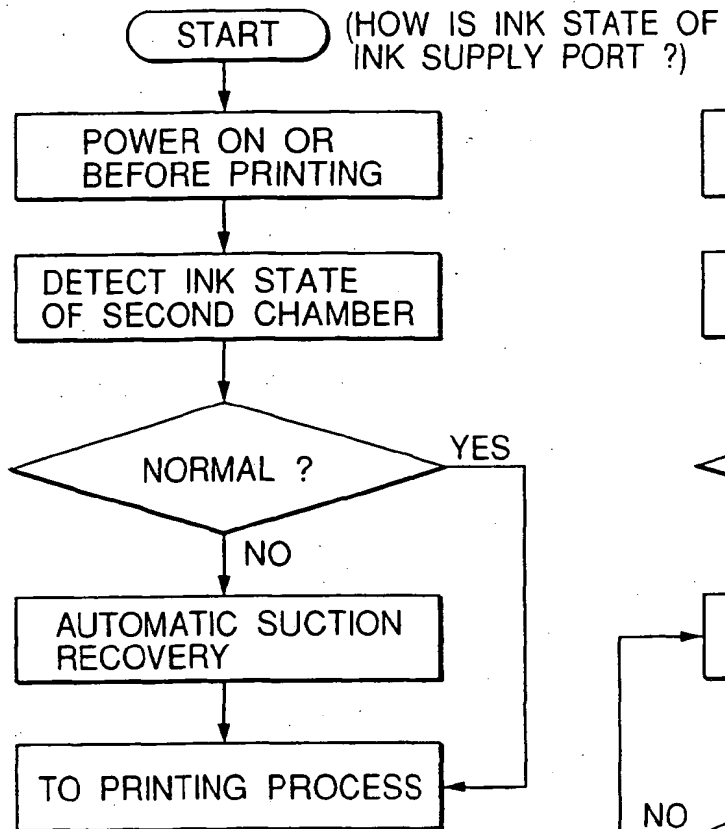 START
(HOW IS INK STATE OF
INK SUPPLY PORT ?)
POWER ON OR
BEFORE PRINTING
DETECT INK STATE
OF SECOND CHAMBER
NORMAL ?
YES
NO
AUTOMATIC SUCTION
RECOVERY
TO PRINTING PROCESS
NO